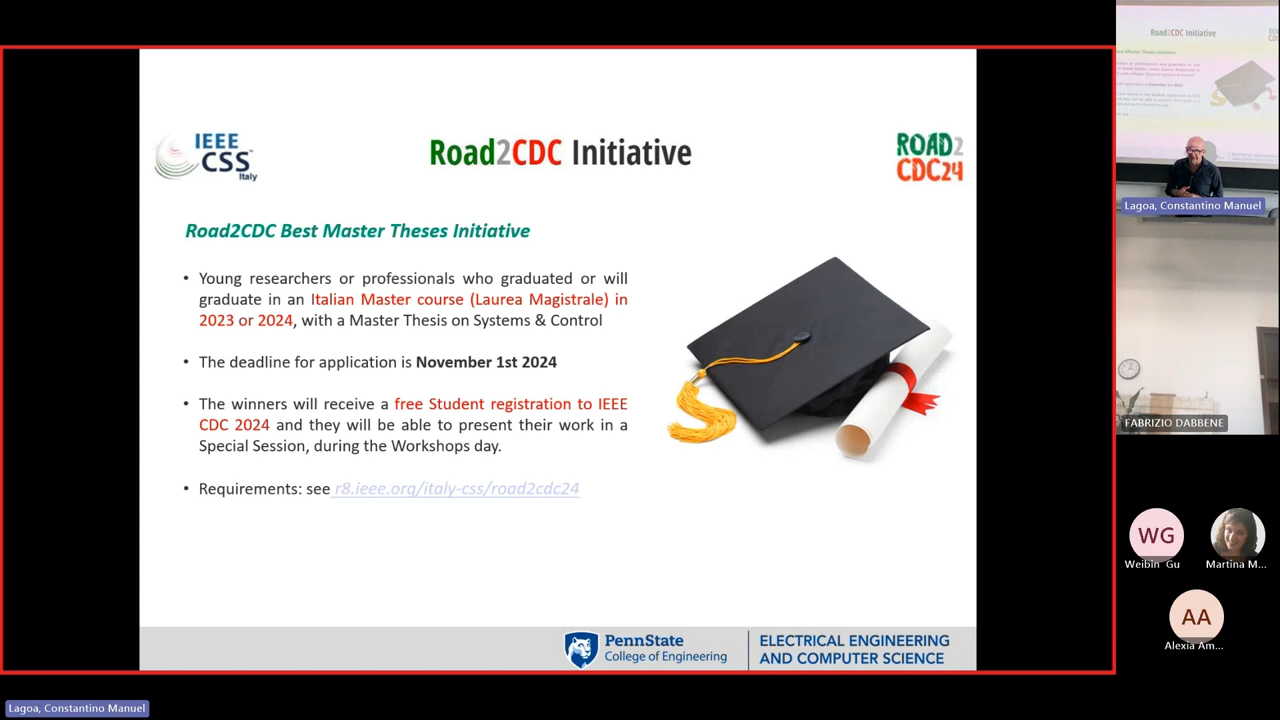 IEEE
CSS
Italy
Road2CDC Initiative
ROAD2
CDC24
Road2CDC Best Master Theses Initiative
• Young researchers or professionals who graduated or will
graduate in an Italian Master course (Laurea Magistrale) in
2023 or 2024, with a Master Thesis on Systems & Control
• The deadline for application is November 1st 2024
• The winners will receive a free Student registration to IEEE
CDC 2024 and they will be able to present their work in a
Special Session, during the Workshops day.
• Requirements: see r8.ieee.org/italy-css/road2cdc24
PennState
College of Engineering
ELECTRICAL ENGINEERING
AND COMPUTER SCIENCE
Road2CDC Initiative
Lagoa, Constantino Manuel
FABRIZIO DABBENE
WG
Weibin Gu
Martina M...
AA
Alexia Am...
Lagoa, Constantino Manuel